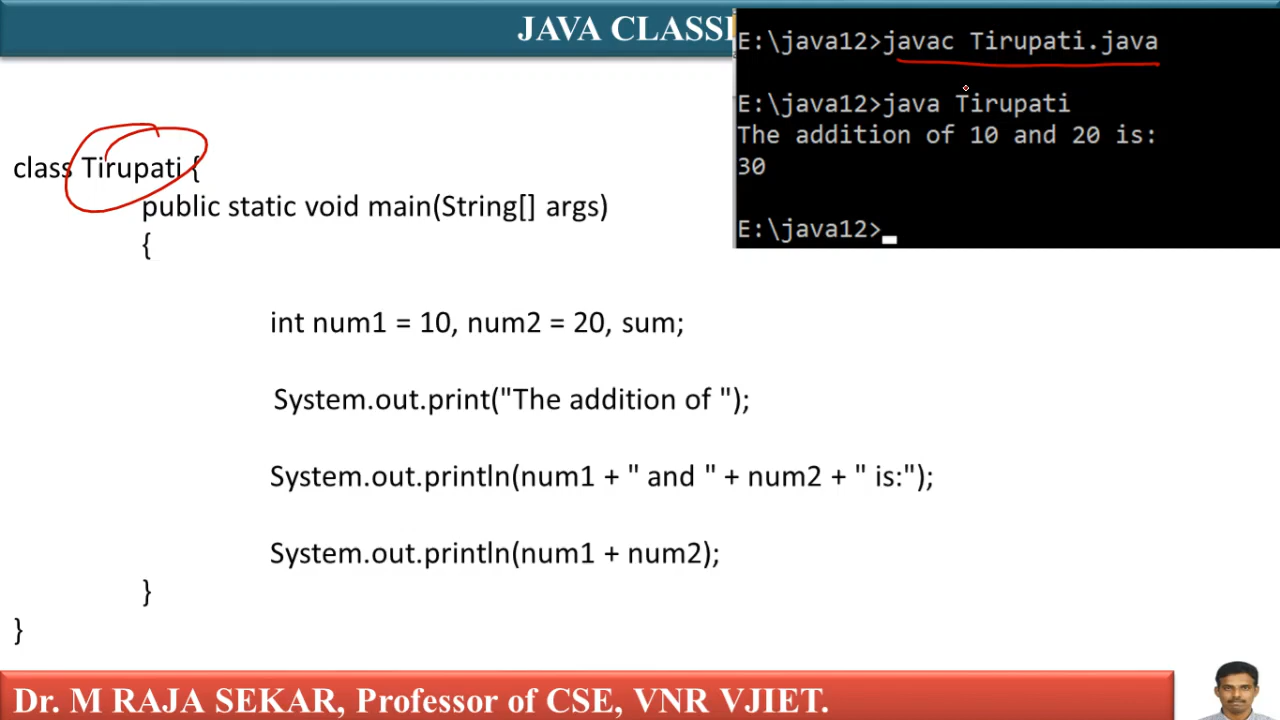 JAVA CLASSE
E:\java12>javac Tirupati.java
E:\java12>java Tirupati
The addition of 10 and 20 is:
30
E:\java12>
class Tirupati {
public static void main(String[] args)
{
int num1 = 10, num2 = 20, sum;
System.out.print("The addition of ");
System.out.println(num1 + " and " + num2 + " is:");
System.out.println(num1 + num2);
}
}
Dr. M RAJA SEKAR, Professor of CSE, VNR VJIET.